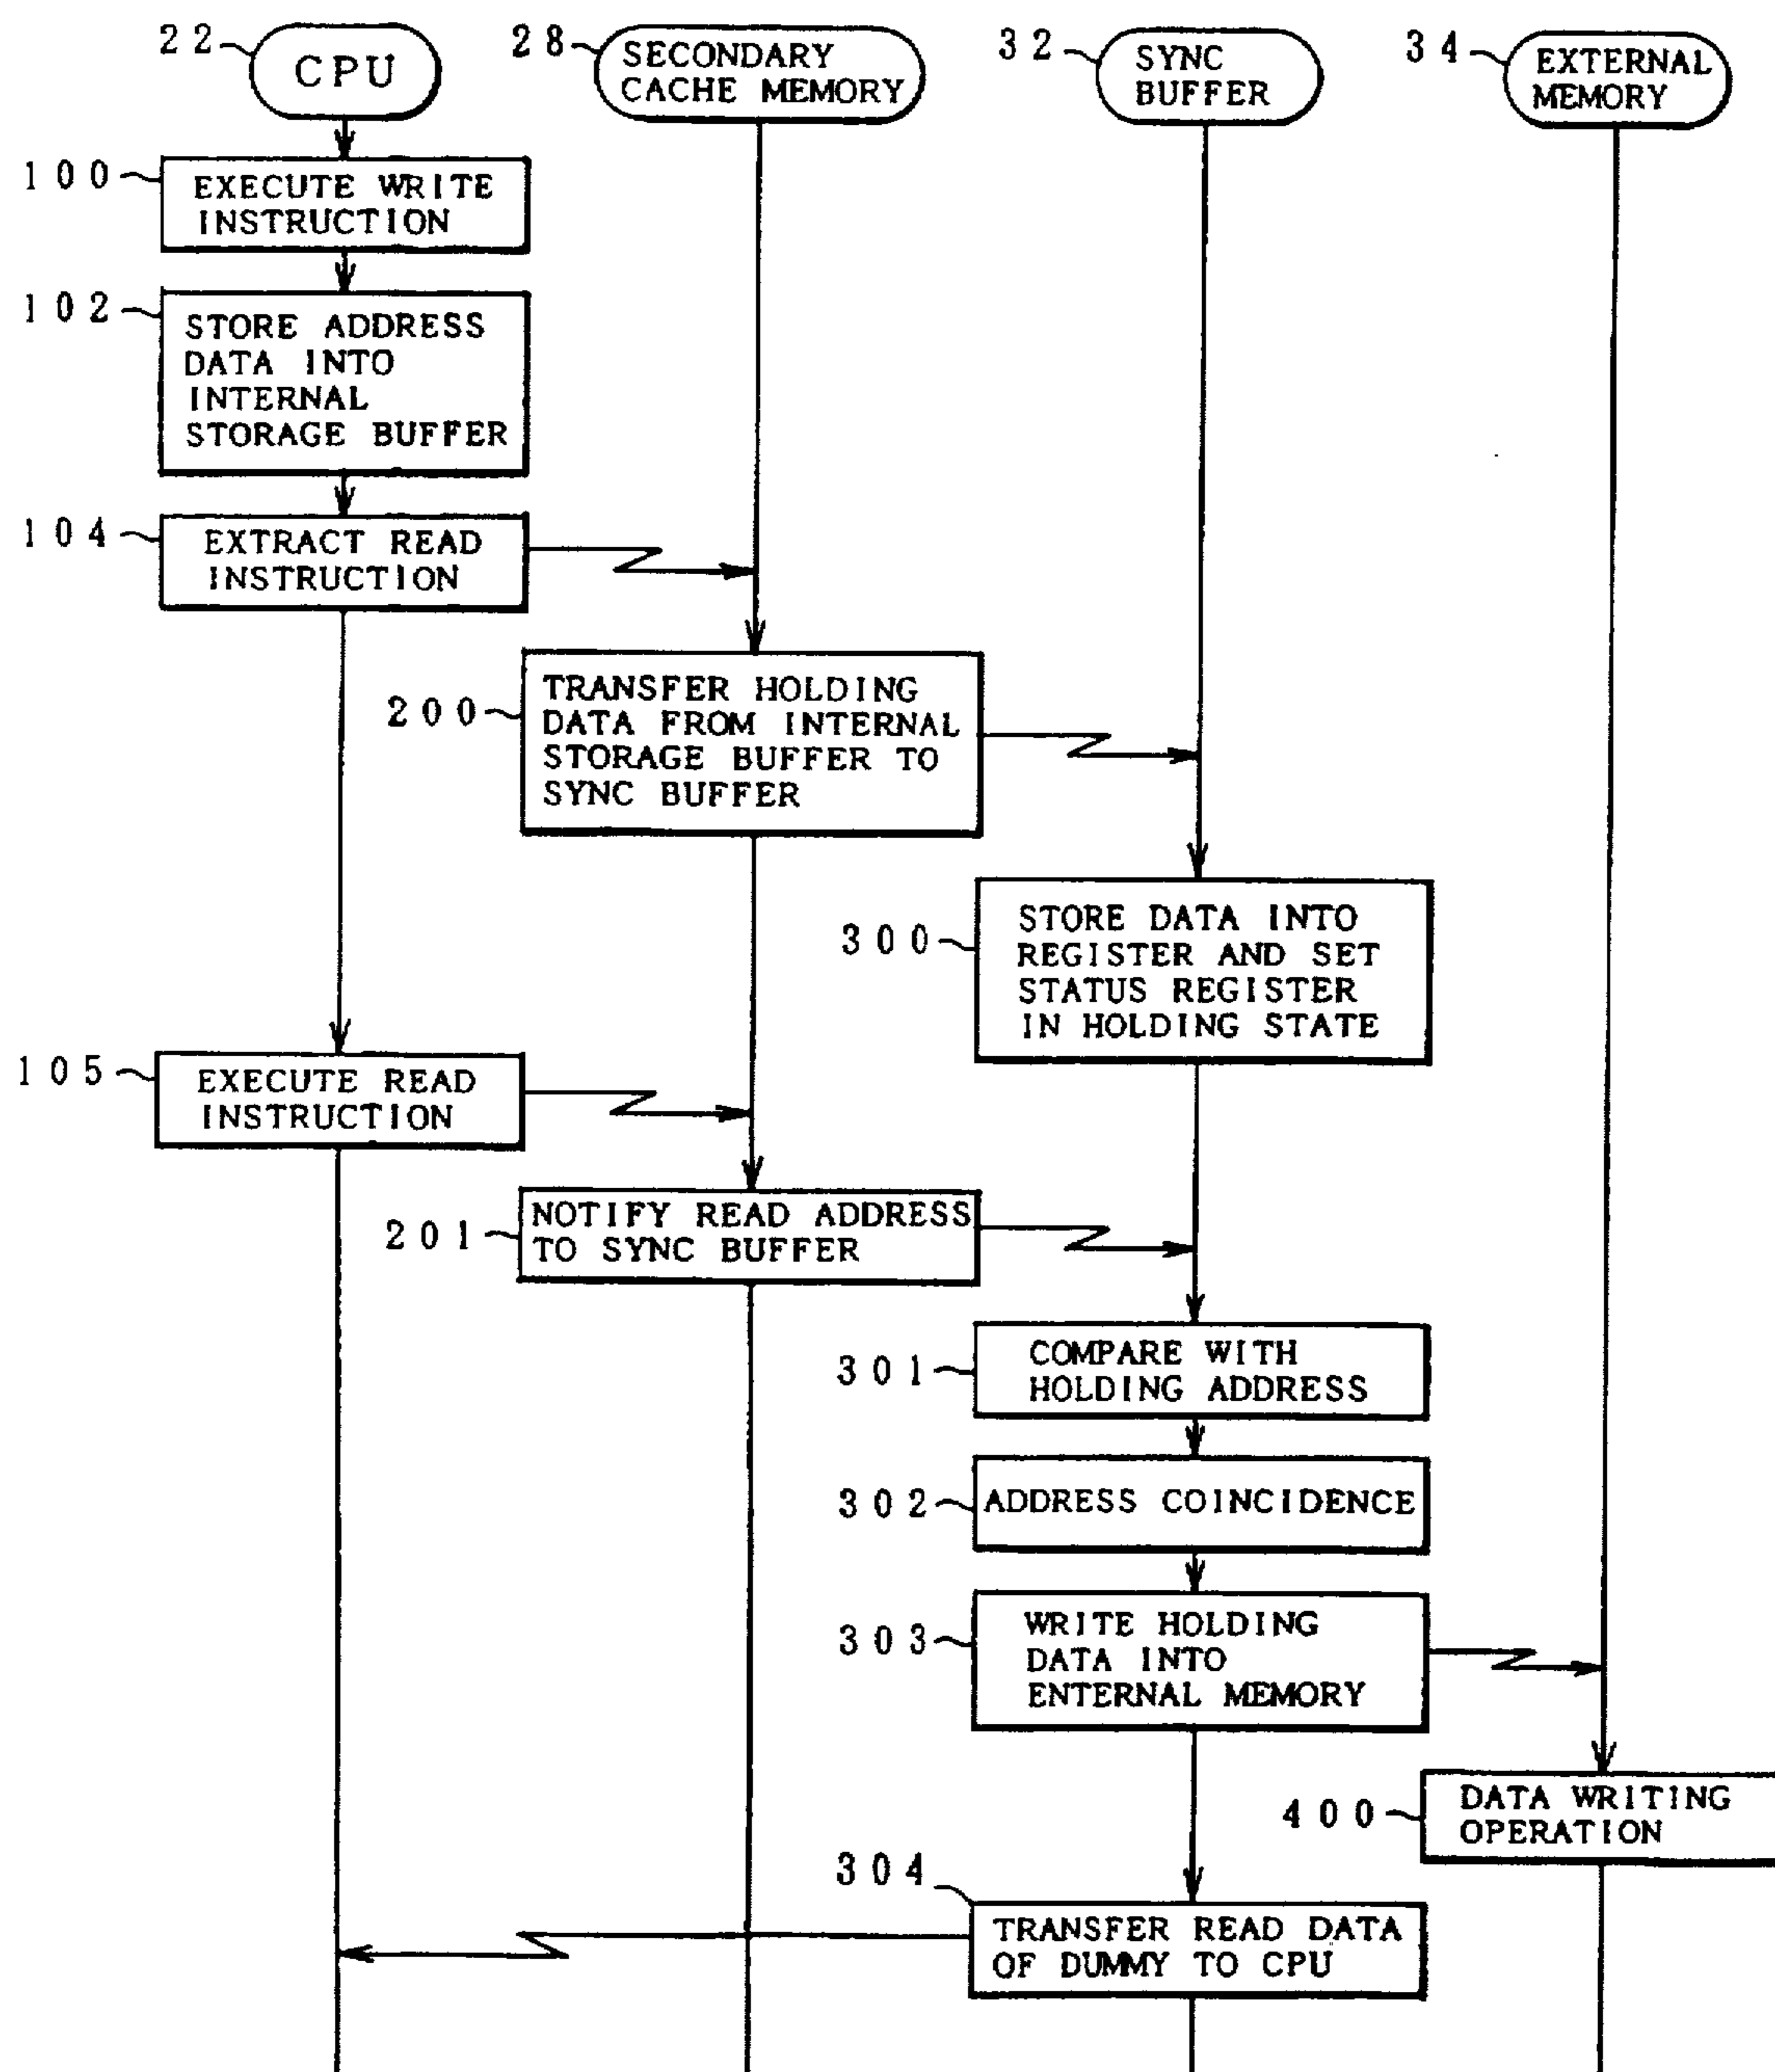 22
CPU
28
SECONDARY
CACHE MEMORY
32
SYNC
BUFFER
34
EXTERNAL
MEMORY
100
EXECUTE WRITE
INSTRUCTION
102
STORE ADDRESS
DATA INTO
INTERNAL
STORAGE BUFFER
104
EXTRACT READ
INSTRUCTION
200
TRANSFER HOLDING
DATA FROM INTERNAL
STORAGE BUFFER TO
SYNC BUFFER
300
STORE DATA INTO
REGISTER AND SET
STATUS REGISTER
IN HOLDING STATE
105
EXECUTE READ
INSTRUCTION
201
NOTIFY READ ADDRESS
TO SYNC BUFFER
301
COMPARE WITH
HOLDING ADDRESS
302
ADDRESS COINCIDENCE
303
WRITE HOLDING
DATA INTO
ENTERNAL MEMORY
400
DATA WRITING
OPERATION
304
TRANSFER READ DATA
OF DUMMY TO CPU